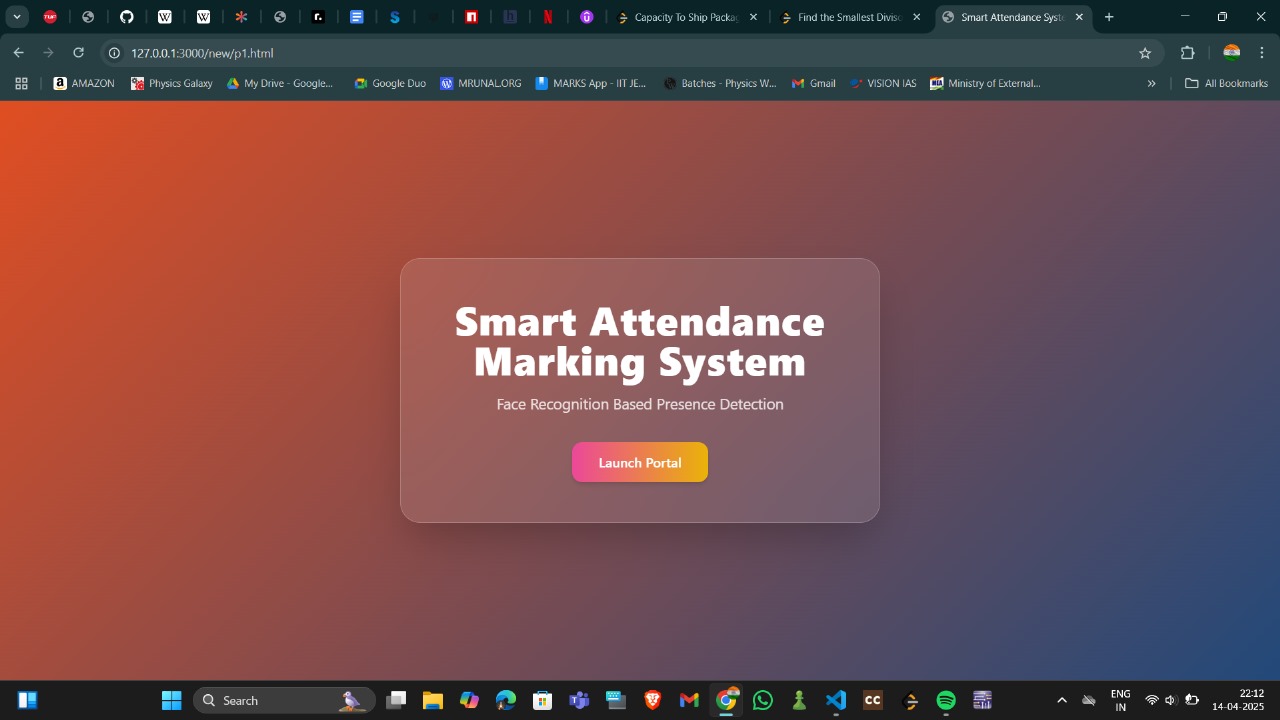 Capacity To Ship Packag
Find the Smallest Diviso
Smart Attendance Syst
127.0.0.1:3000/new/p1.html
AMAZON
Physics Galaxy
My Drive - Google...
Google Duo
MRUNAL.ORG
MARKS App - IIT JE...
Batches - Physics W...
Gmail
VISION IAS
Ministry of External...
»
All Bookmarks
Smart Attendance
Marking System
Face Recognition Based Presence Detection
Launch Portal
Search
CC
ENG
IN
22:12
14-04-2025